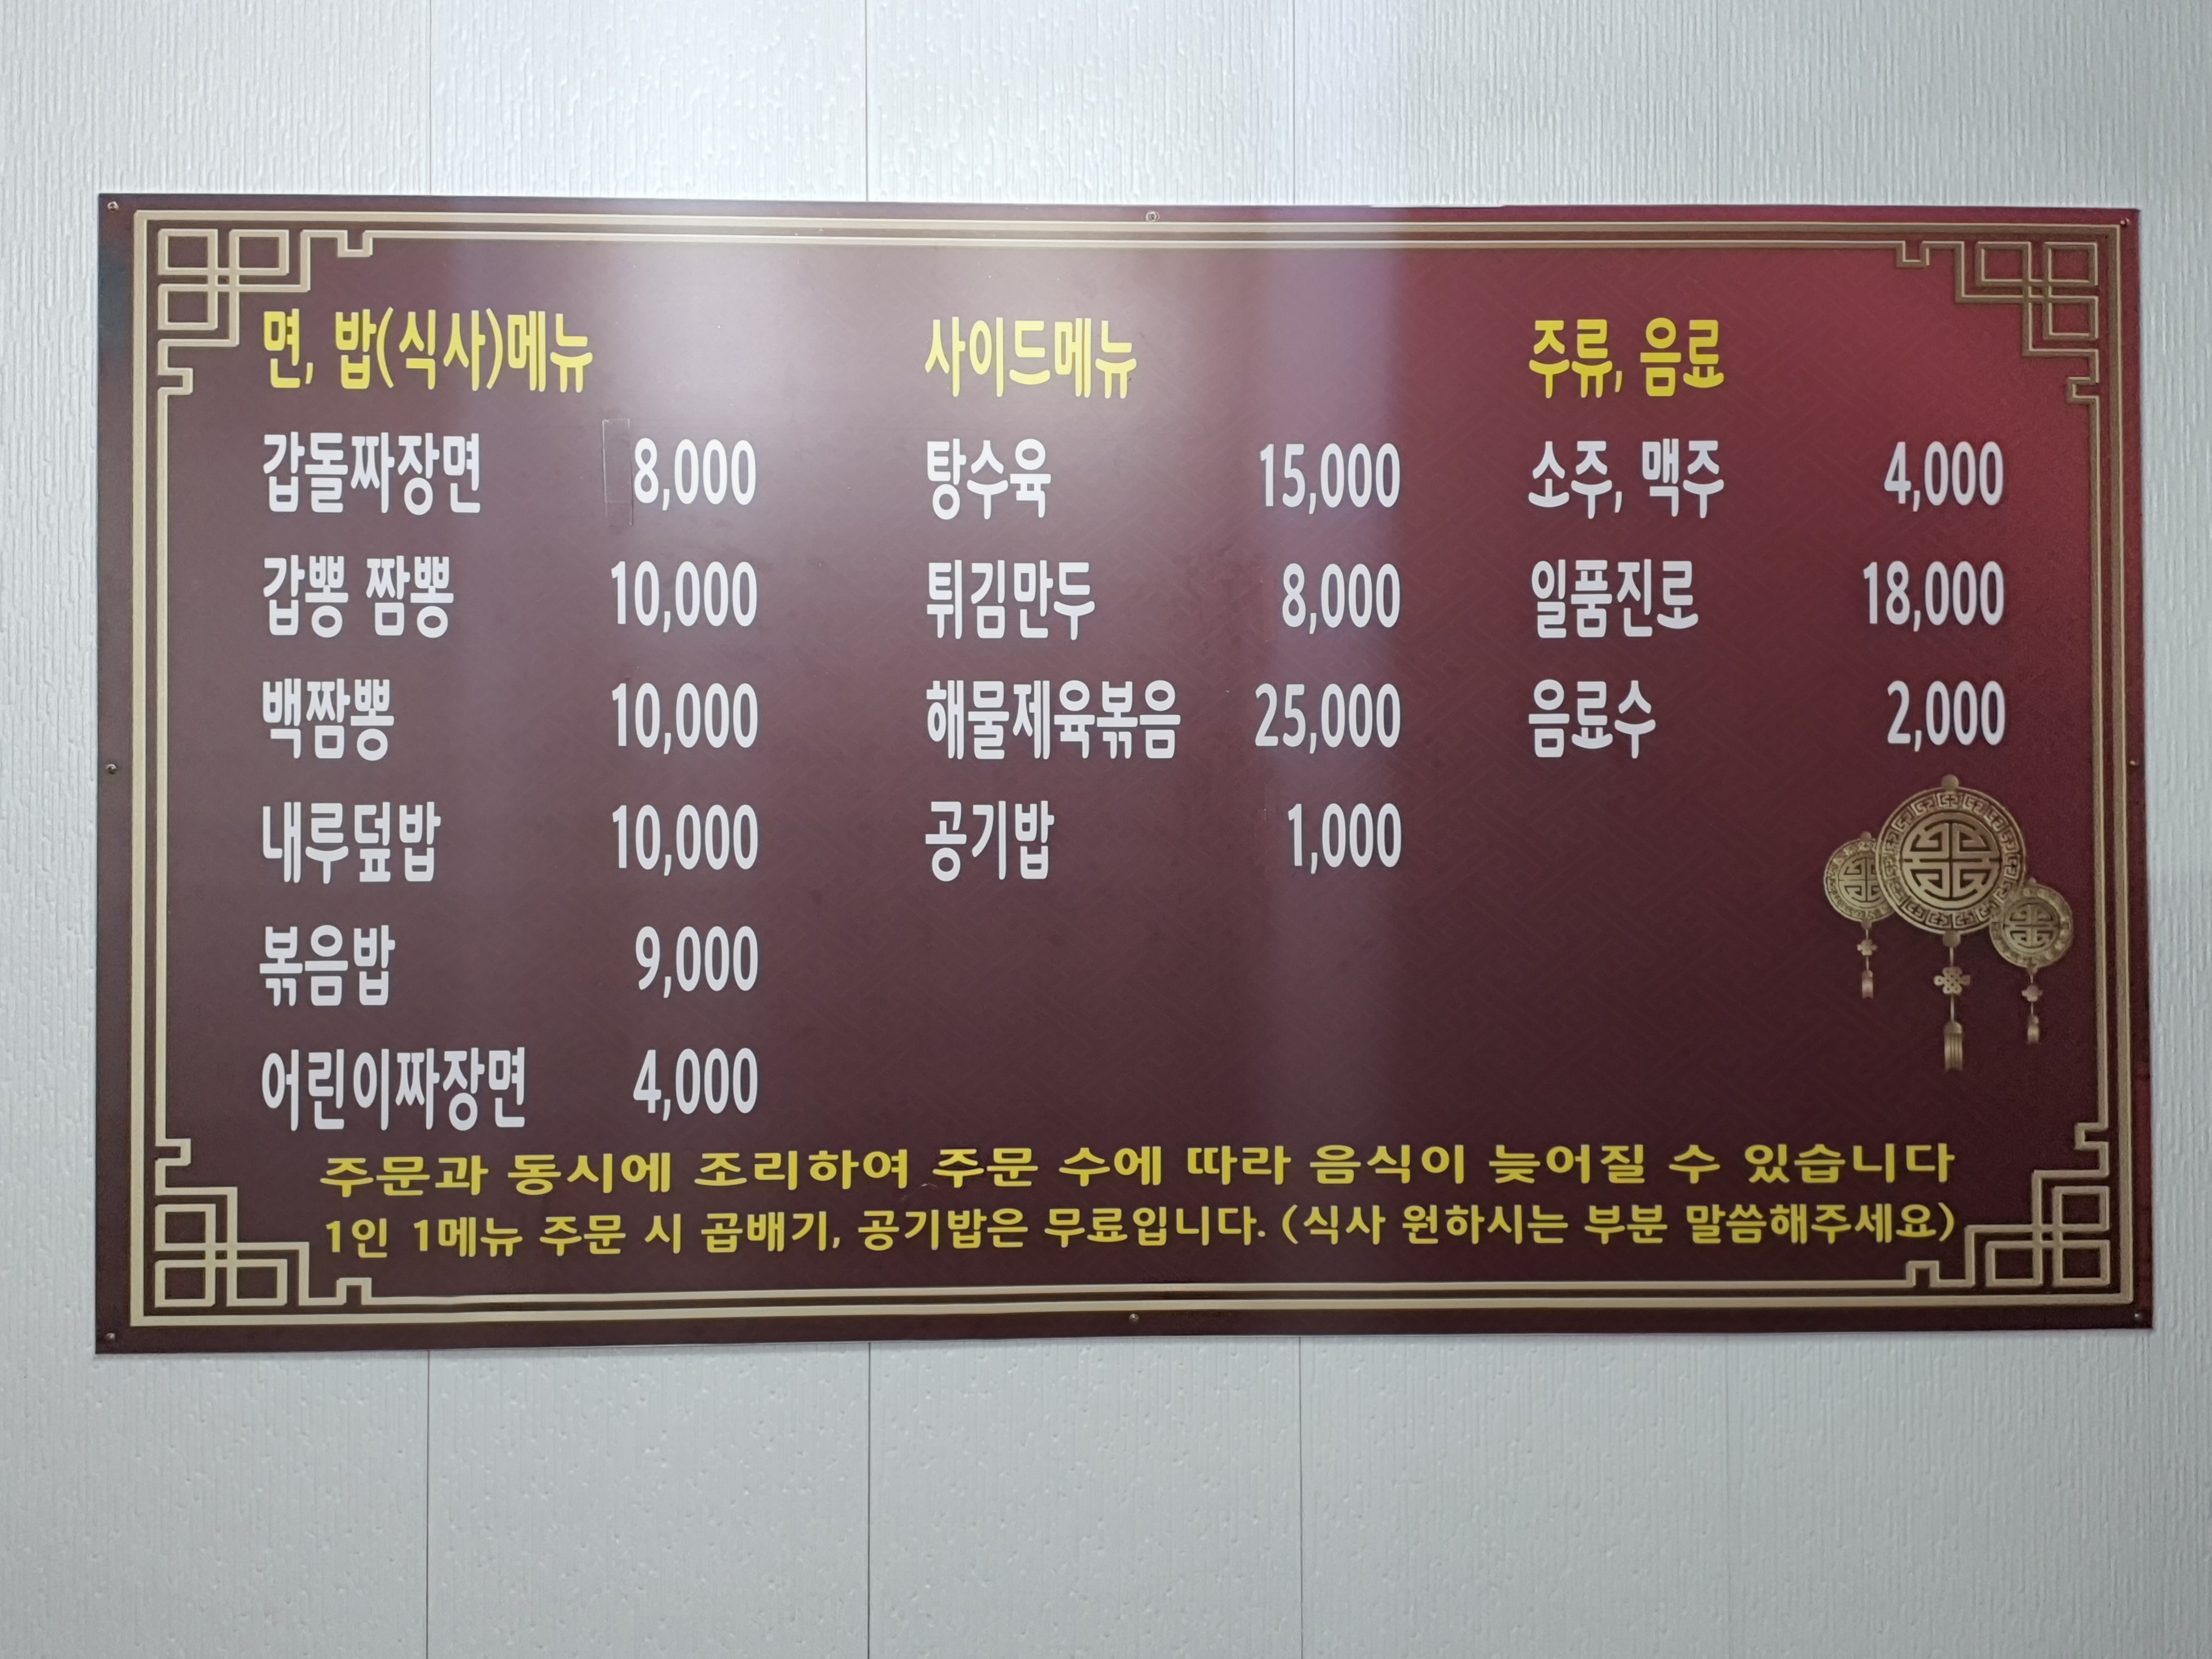 면, 밥(식사)메뉴
갑돌짜장면 8,000
갑뽕 짬뽕 10,000
백짬뽕 10,000
내루덮밥 10,000
볶음밥 9,000
어린이짜장면 4,000
사이드메뉴
탕수육 15,000
튀김만두 8,000
해물제육볶음 25,000
공기밥 1,000
주류, 음료
소주, 맥주 4,000
일품진로 18,000
음료수 2,000
주문과 동시에 조리하여 주문 수에 따라 음식이 늦어질 수 있습니다
1인 1메뉴 주문 시 곱배기, 공기밥은 무료입니다. (식사 원하시는 부분 말씀해주세요)